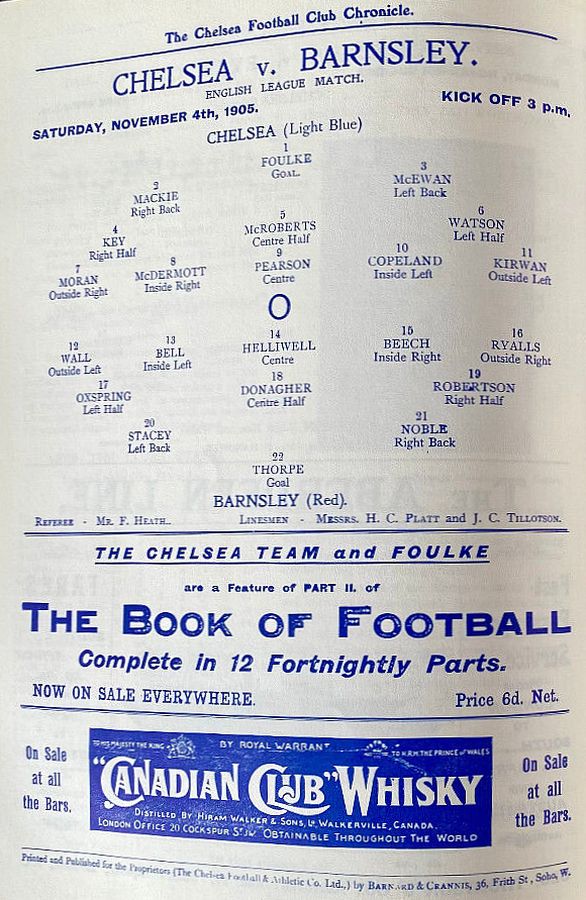 The Chelsea Football Club Chronicle.
CHELSEA v. BARNSLEY.
ENGLISH LEAGUE MATCH.
SATURDAY, NOVEMBER 4th, 1905.
KICK OFF 3 p.m.
CHELSEA (Light Blue)
1
FOULKE
Goal.
2
MACKIE
Right Back
3
McEWAN
Left Back
4
KEY
Right Half
5
McROBERTS
Centre Half
6
WATSON
Left Half
7
MORAN
Outside Right
8
McDERMOTT
Inside Right
9
PEARSON
Centre
10
COPELAND
Inside Left
11
KIRWAN
Outside Left
O
12
WALL
Outside Left
13
BELL
Inside Left
14
HELLIWELL
Centre
15
BEECH
Inside Right
16
RYALLS
Outside Right
17
OXSPRING
Left Half
18
DONAGHER
Centre Half
19
ROBERTSON
Right Half
20
STACEY
Left Back
21
NOBLE
Right Back
22
THORPE
Goal
BARNSLEY (Red).
Referee - Mr. F. Heath. Linesmen - Messrs. H. C. Platt and J. C. Tillotson.
THE CHELSEA TEAM and FOULKE
are a Feature of PART II. of
THE BOOK OF FOOTBALL
Complete in 12 Fortnightly Parts.
NOW ON SALE EVERYWHERE. Price 6d. Net.
On Sale
at all
the Bars.
TO HIS MAJESTY THE KING BY ROYAL WARRANT TO H.R.H. THE PRINCE OF WALES
"CANADIAN CLUB" WHISKY
DISTILLED BY HIRAM WALKER & SONS, Ld, WALKERVILLE, CANADA.
LONDON OFFICE 20 COCKSPUR ST. S.W. OBTAINABLE THROUGHOUT THE WORLD
On Sale
at all
the Bars.
Printed and Published for the Proprietors (The Chelsea Football & Athletic Co. Ltd.,) by BARNARD & CRANNIS, 36, Frith St, Soho, W.